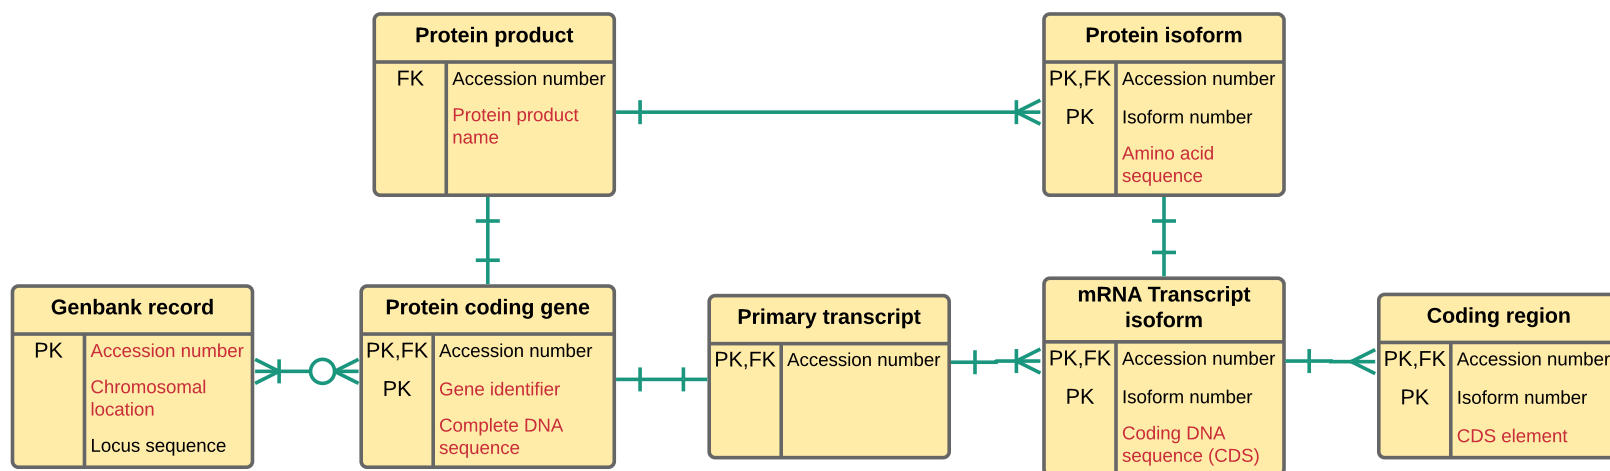 Protein product
FK Accession number
Protein product
name
Protein isoform
PK,FK Accession number
PK Isoform number
Amino acid
sequence
Genbank record
PK Accession number
Chromosomal
location
Locus sequence
Protein coding gene
PK,FK Accession number
PK Gene identifier
Complete DNA
sequence
Primary transcript
PK,FK Accession number
mRNA Transcript
isoform
PK,FK Accession number
PK Isoform number
Coding DNA
sequence (CDS)
Coding region
PK,FK Accession number
PK Isoform number
CDS element